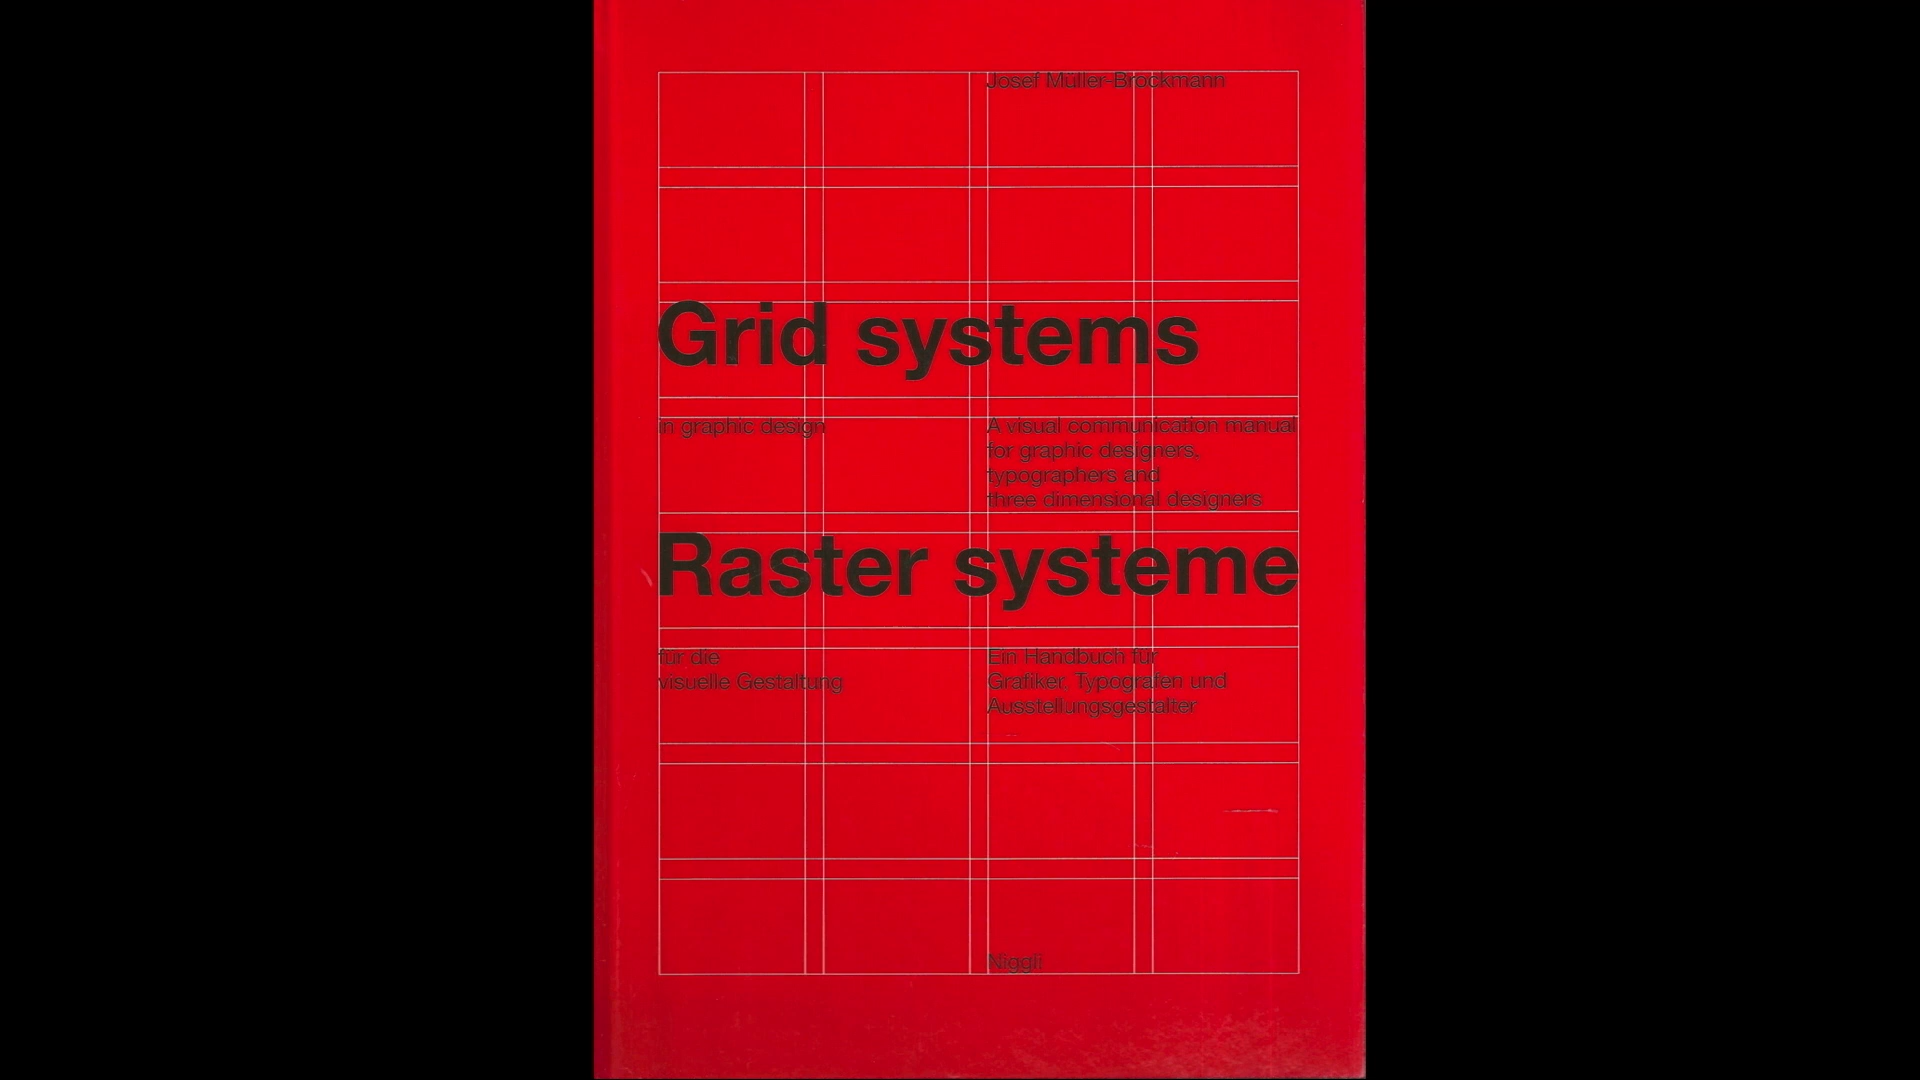 Josef Müller-Brockmann
Grid systems
in graphic design
A visual communication manual
for graphic designers,
typographers and
three dimensional designers
Raster systeme
für die
visuelle Gestaltung
Ein Handbuch für
Grafiker, Typografen und
Ausstellungsgestalter
Niggli